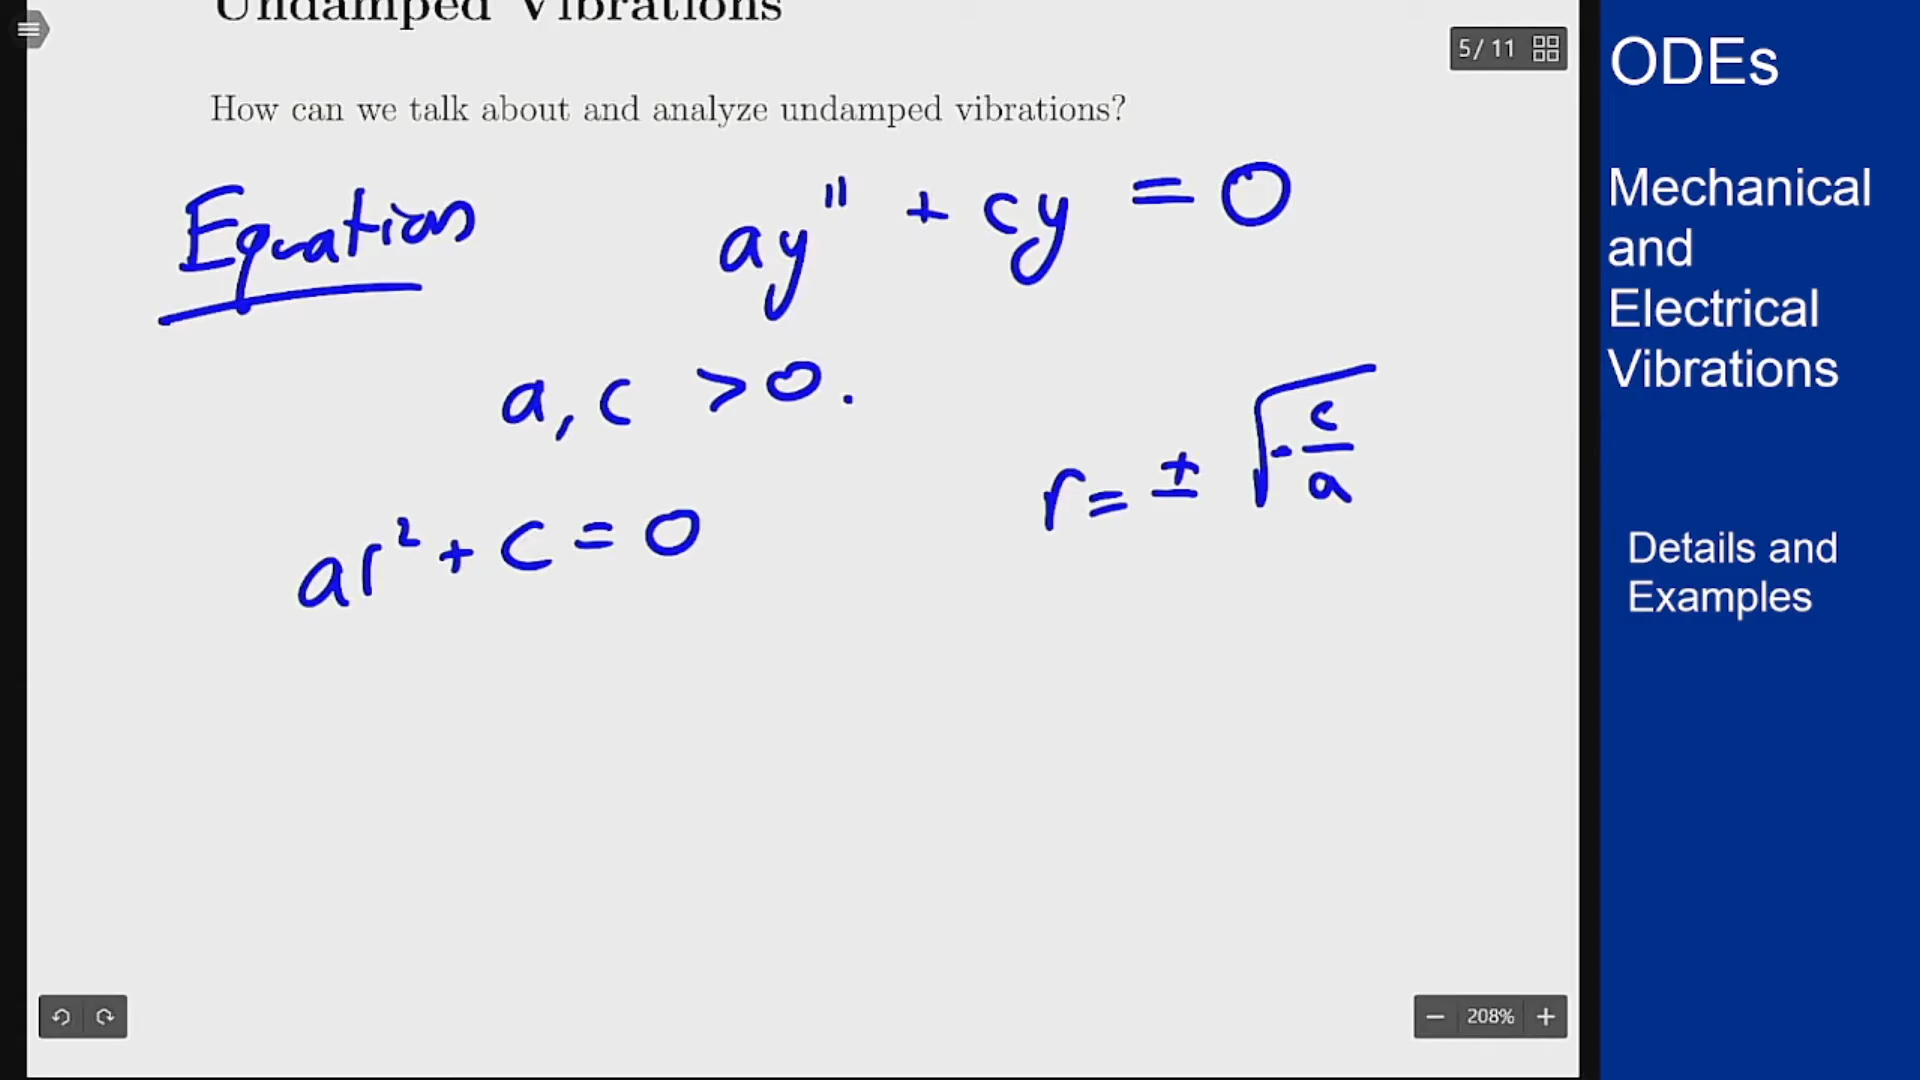 Undamped Vibrations
5 / 11
How can we talk about and analyze undamped vibrations?
Equation
ay'' + cy = 0
a, c > 0.
r = ± √(-c/a)
ar² + c = 0
208%
ODEs
Mechanical
and
Electrical
Vibrations
Details and
Examples